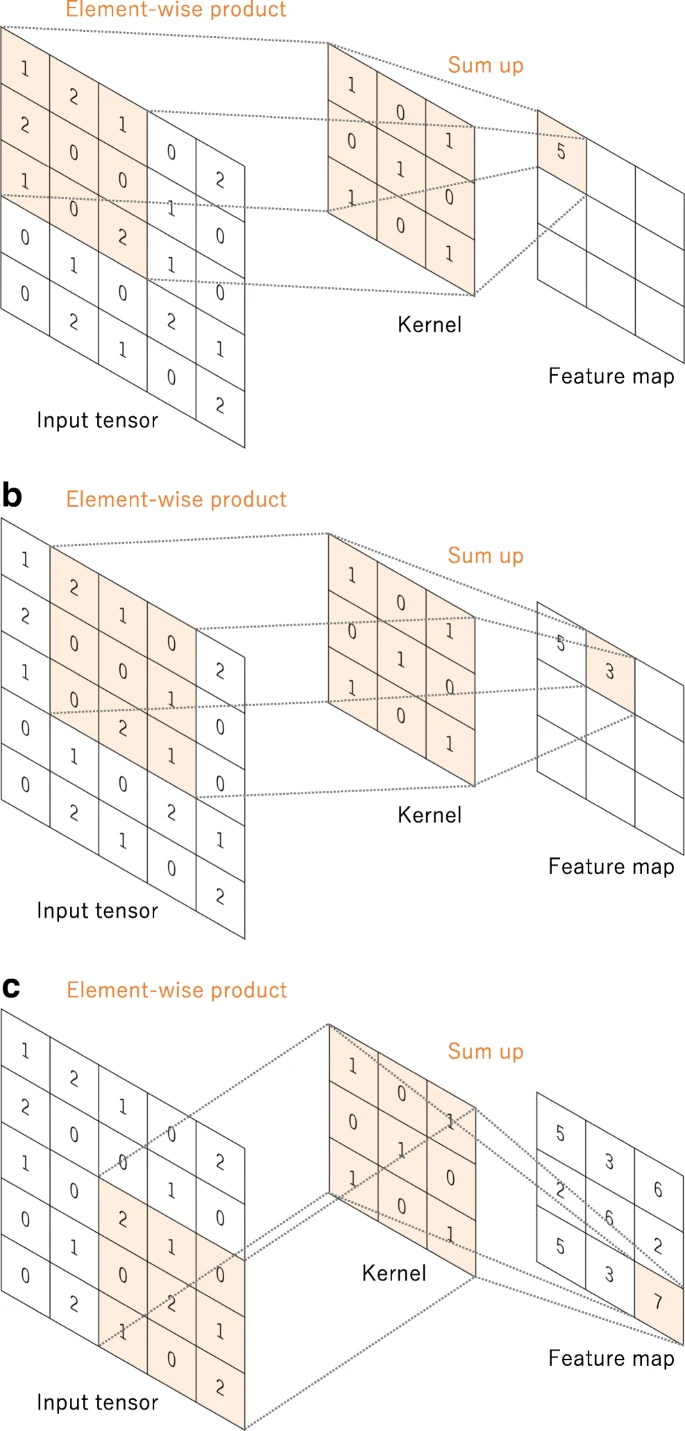 Element-wise product
Sum up
1 2 1 0 2
2 0 0 1 0
1 0 2 1 0
0 1 0 2 1
0 2 1 0 2
Input tensor
1 0 1
0 1 0
1 0 1
Kernel
5
Feature map
b
Element-wise product
Sum up
1 2 1 0 2
2 0 0 1 0
1 0 2 1 0
0 1 0 2 1
0 2 1 0 2
Input tensor
1 0 1
0 1 0
1 0 1
Kernel
5 3
Feature map
c
Element-wise product
Sum up
1 2 1 0 2
2 0 0 1 0
1 0 2 1 0
0 1 0 2 1
0 2 1 0 2
Input tensor
1 0 1
0 1 0
1 0 1
Kernel
5 3 6
2 6 2
5 3 7
Feature map